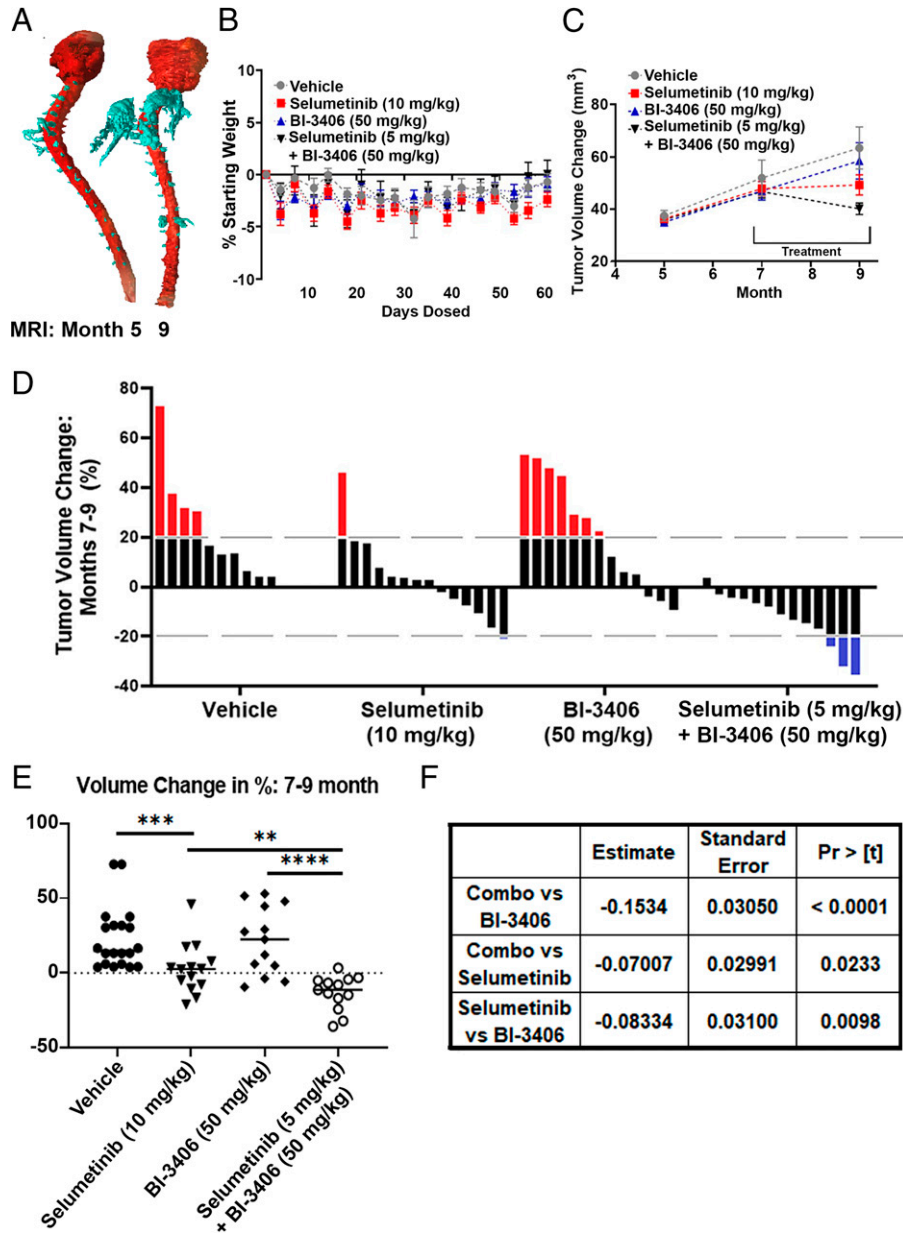 A
MRI: Month 5 9
B
% Starting Weight
Vehicle
Selumetinib (10 mg/kg)
BI-3406 (50 mg/kg)
Selumetinib (5 mg/kg)
+ BI-3406 (50 mg/kg)
10
5
0
-5
-10
10 20 30 40 50 60
Days Dosed
C
Tumor Volume Change (mm³)
Vehicle
Selumetinib (10 mg/kg)
BI-3406 (50 mg/kg)
Selumetinib (5 mg/kg)
+ BI-3406 (50 mg/kg)
80
60
40
20
Treatment
4 5 6 7 8 9
Month
D
Tumor Volume Change:
Months 7-9 (%)
80
60
40
20
0
-20
-40
Vehicle
Selumetinib
(10 mg/kg)
BI-3406
(50 mg/kg)
Selumetinib (5 mg/kg)
+ BI-3406 (50 mg/kg)
E
Volume Change in %: 7-9 month
100
50
0
-50
***
**
****
Vehicle
Selumetinib (10 mg/kg)
BI-3406 (50 mg/kg)
Selumetinib (5 mg/kg)
+ BI-3406 (50 mg/kg)
F
Estimate Standard Error Pr > [t]
Combo vs BI-3406 -0.1534 0.03050 < 0.0001
Combo vs Selumetinib -0.07007 0.02991 0.0233
Selumetinib vs BI-3406 -0.08334 0.03100 0.0098